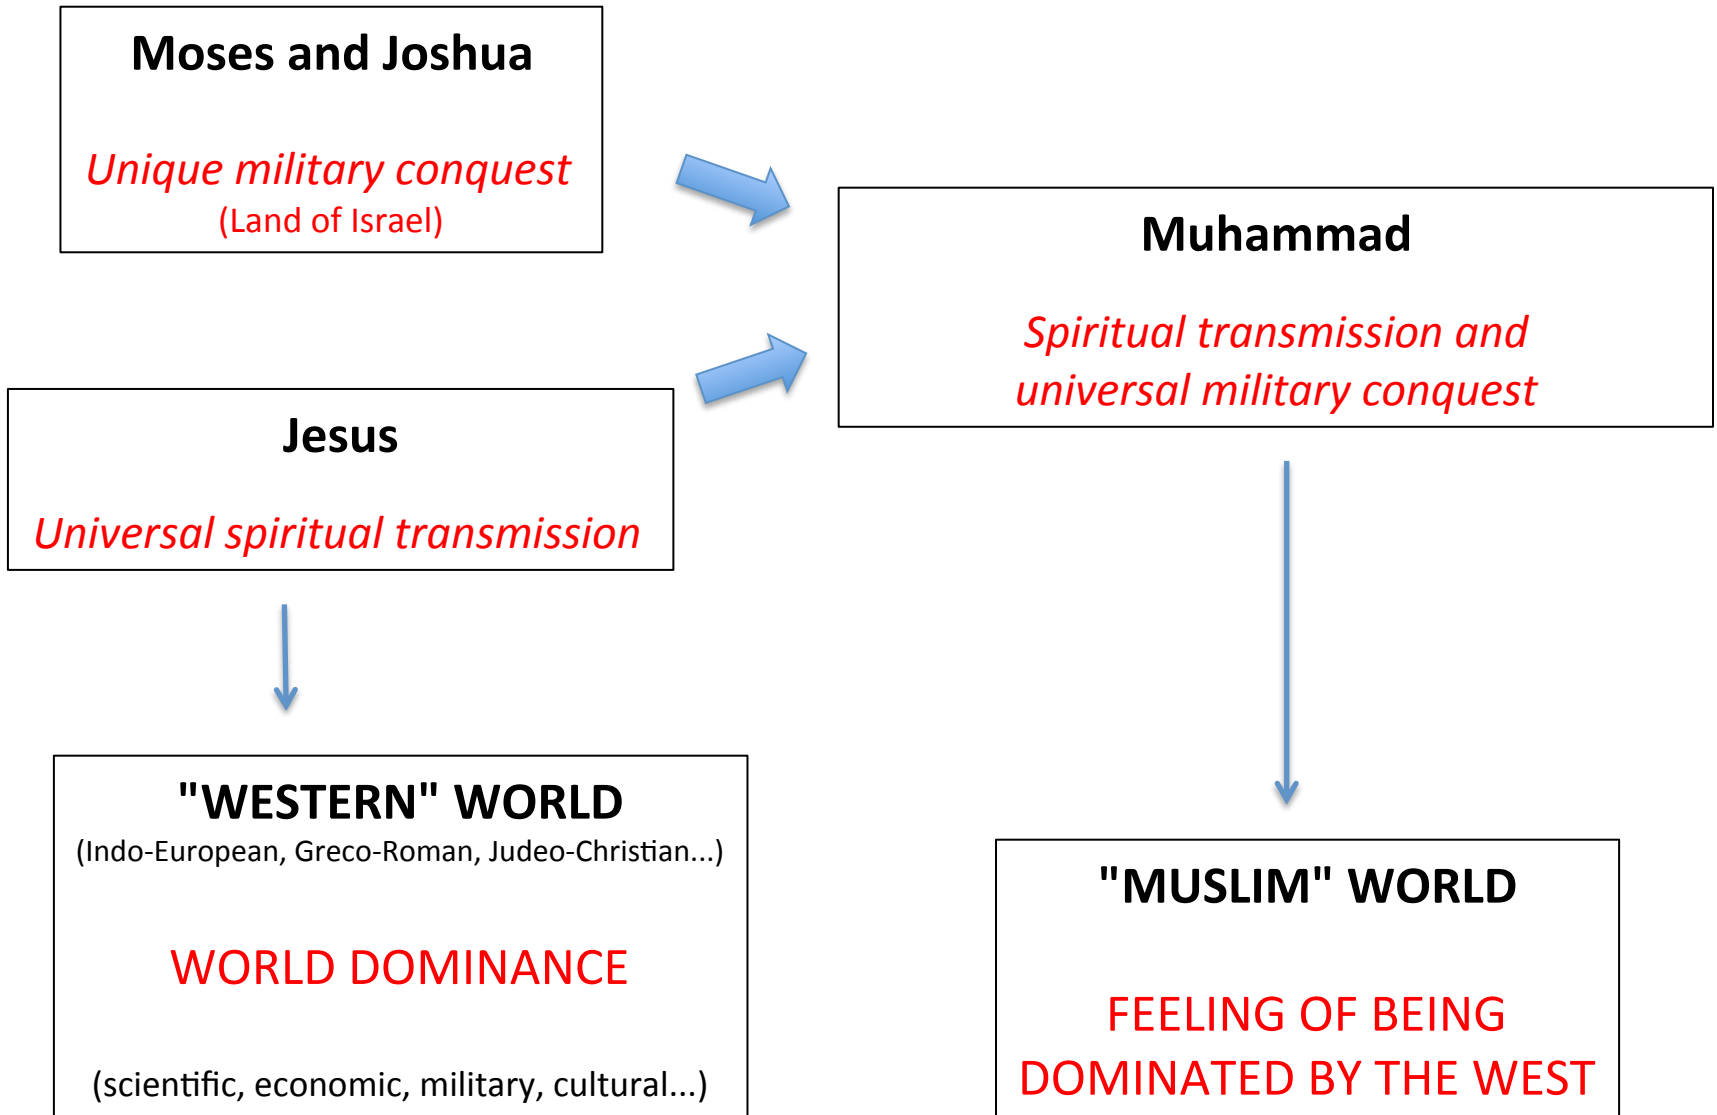 Moses and Joshua
Unique military conquest
(Land of Israel)
Muhammad
Spiritual transmission and
universal military conquest
Jesus
Universal spiritual transmission
"WESTERN" WORLD
(Indo-European, Greco-Roman, Judeo-Christian...)
WORLD DOMINANCE
(scientific, economic, military, cultural...)
"MUSLIM" WORLD
FEELING OF BEING
DOMINATED BY THE WEST